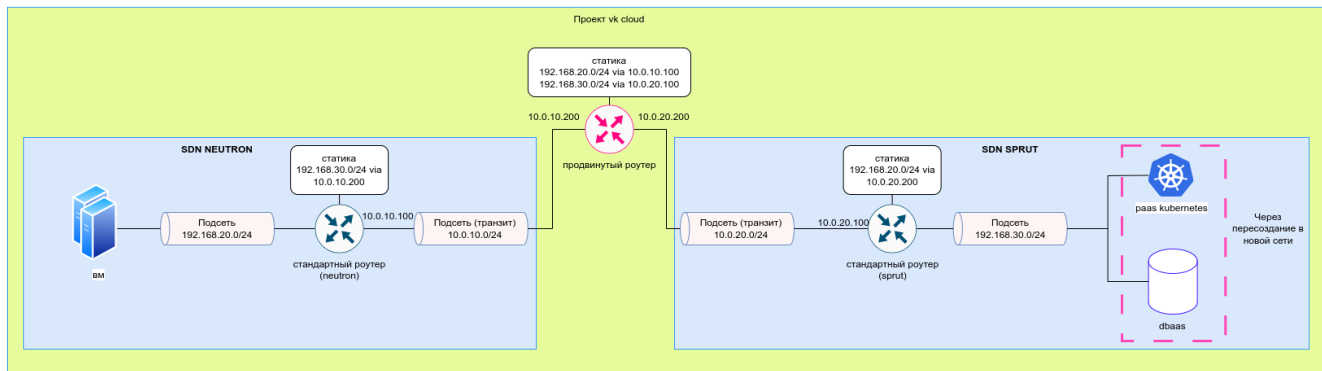 Проект vk cloud
статика
192.168.20.0/24 via 10.0.10.100
192.168.30.0/24 via 10.0.20.100
10.0.10.200
10.0.20.200
продвинутый роутер
SDN NEUTRON
статика
192.168.30.0/24 via
10.0.10.200
вм
Подсеть
192.168.20.0/24
10.0.10.100
стандартный роутер
(neutron)
Подсеть (транзит)
10.0.10.0/24
SDN SPRUT
статика
192.168.20.0/24 via
10.0.20.200
Подсеть (транзит)
10.0.20.0/24
10.0.20.100
стандартный роутер
(sprut)
Подсеть
192.168.30.0/24
paas kubernetes
dbaas
Через
пересоздание в
новой сети